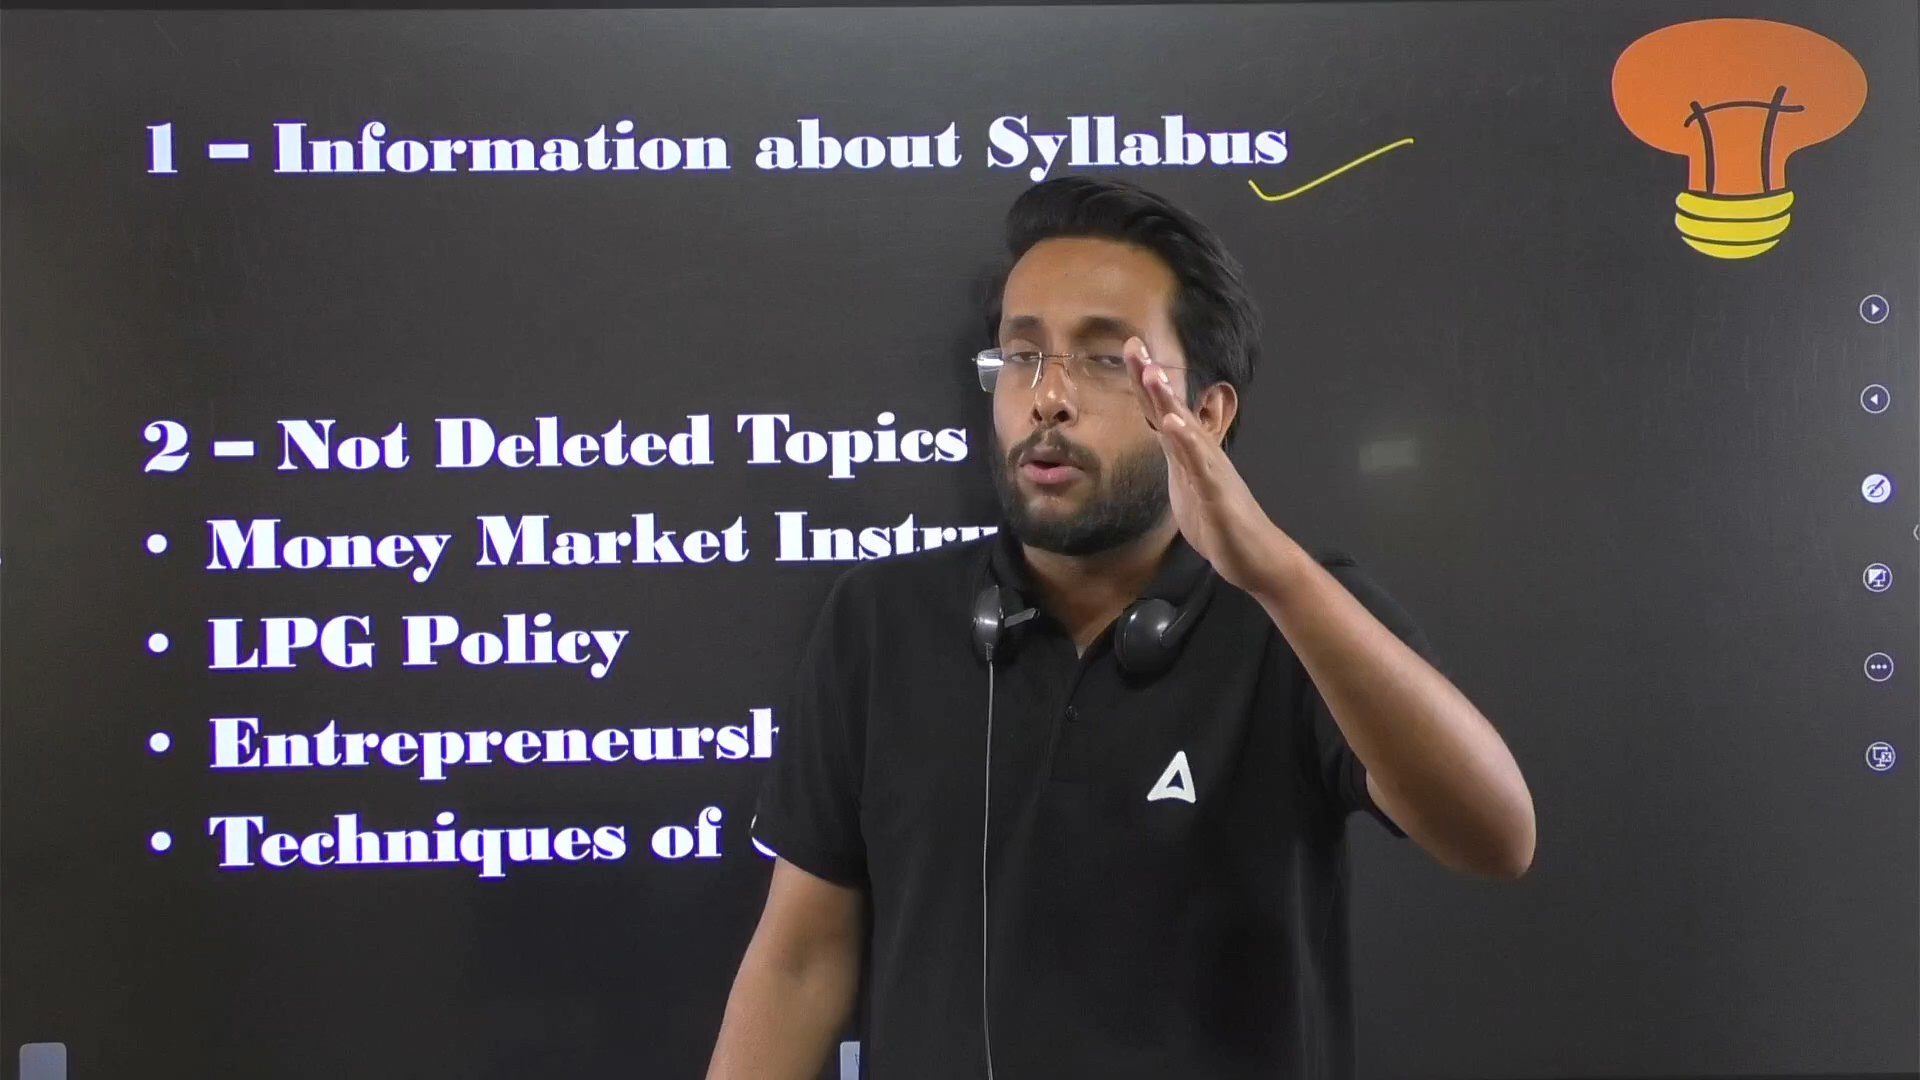 1 – Information about Syllabus
2 – Not Deleted Topics
• Money Market
• LPG Policy
•
• Techniques of